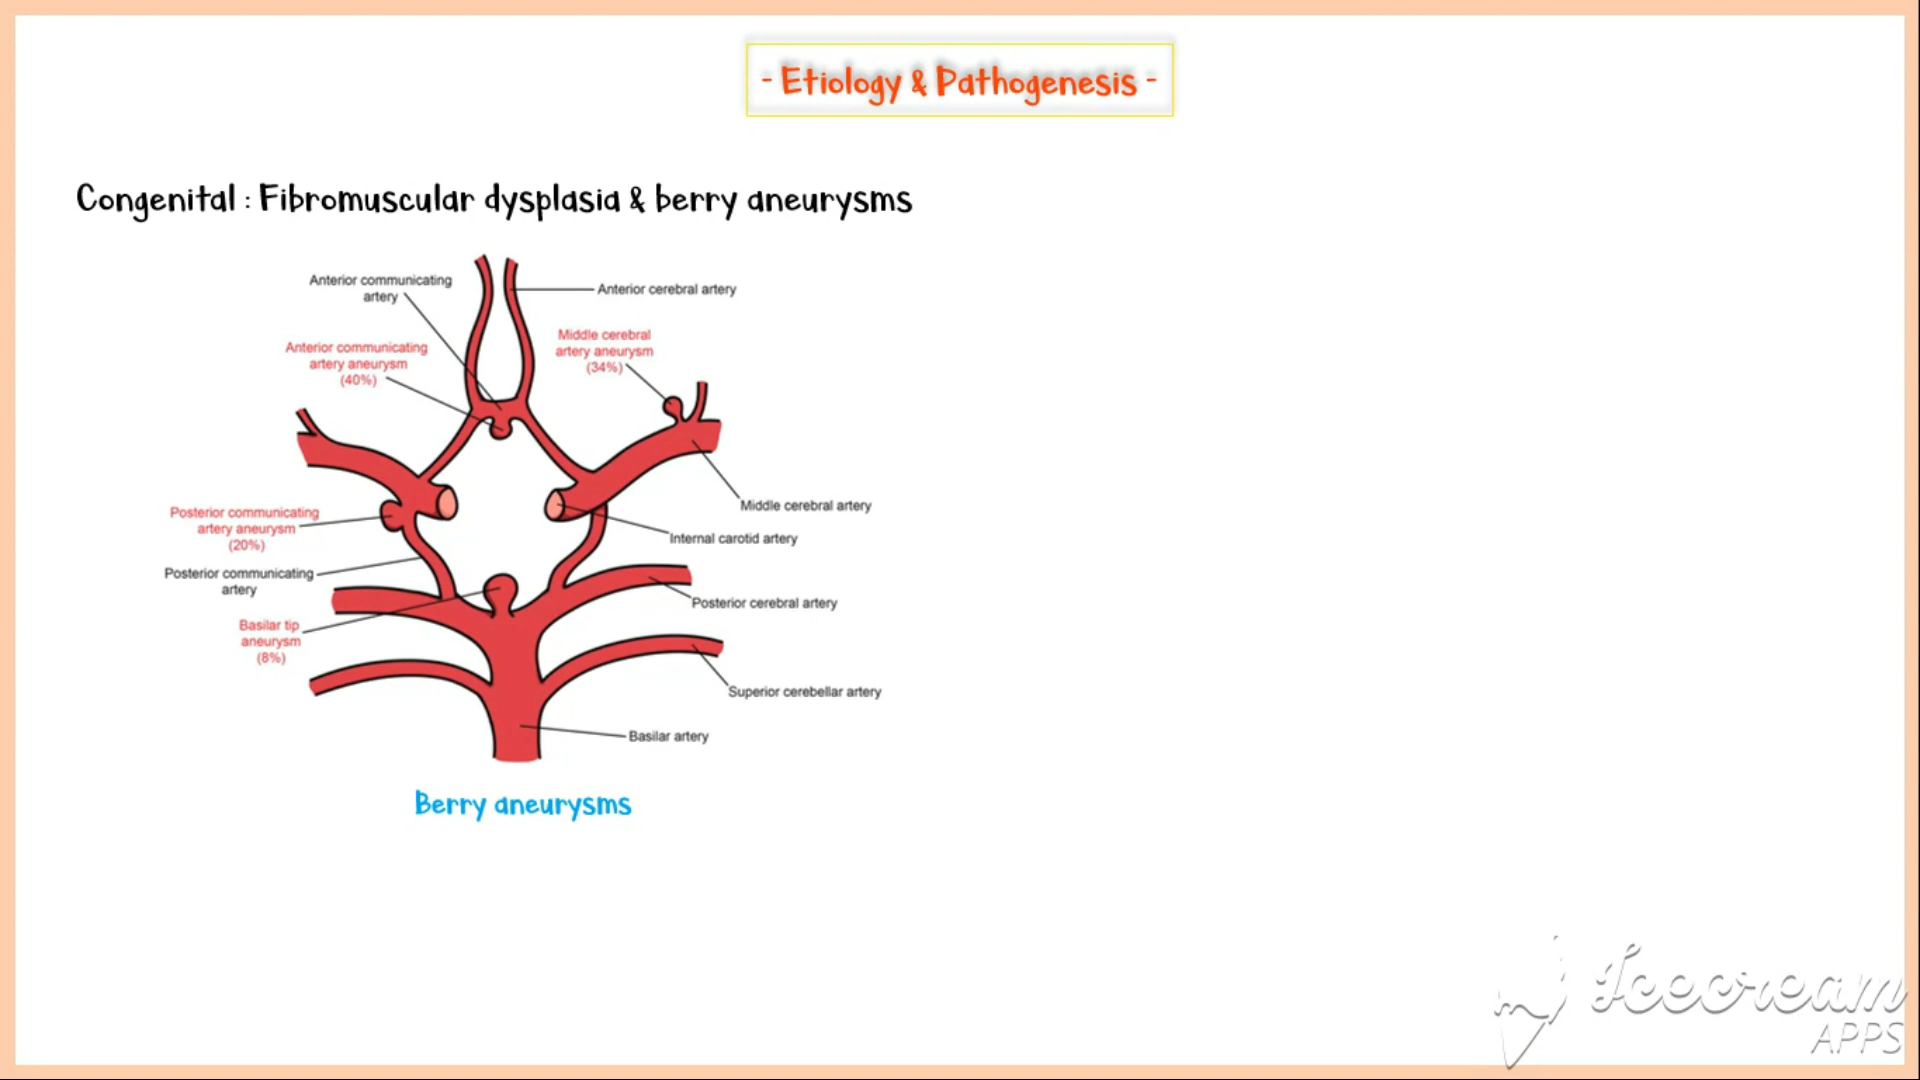 - Etiology & Pathogenesis -
Congenital : Fibromuscular dysplasia & berry aneurysms
Anterior communicating
artery
Anterior cerebral artery
Anterior communicating
artery aneurysm
(40%)
Middle cerebral
artery aneurysm
(34%)
Middle cerebral artery
Posterior communicating
artery aneurysm
(20%)
Internal carotid artery
Posterior communicating
artery
Posterior cerebral artery
Basilar tip
aneurysm
(8%)
Superior cerebellar artery
Basilar artery
Berry aneurysms
Icecream
APPS